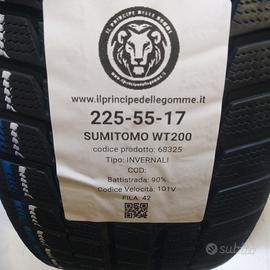 IL PRINCIPE DELLE GOMME
www.ilprincipedellegomme.it
225-55-17
SUMITOMO WT200
codice prodotto: 68325
Tipo: INVERNALI
COD:
Battistrada: 90%
Codice Velocità: 101V
FILA: 42
subito